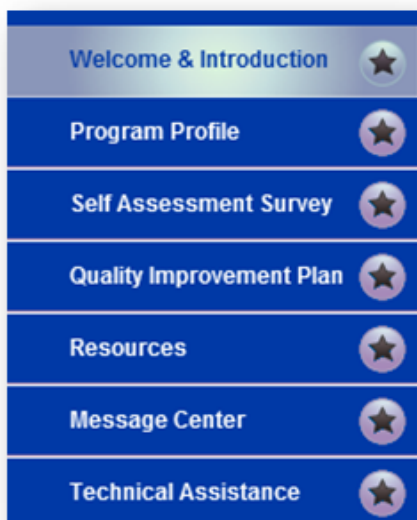 Welcome & Introduction
Program Profile
Self Assessment Survey
Quality Improvement Plan
Resources
Message Center
Technical Assistance